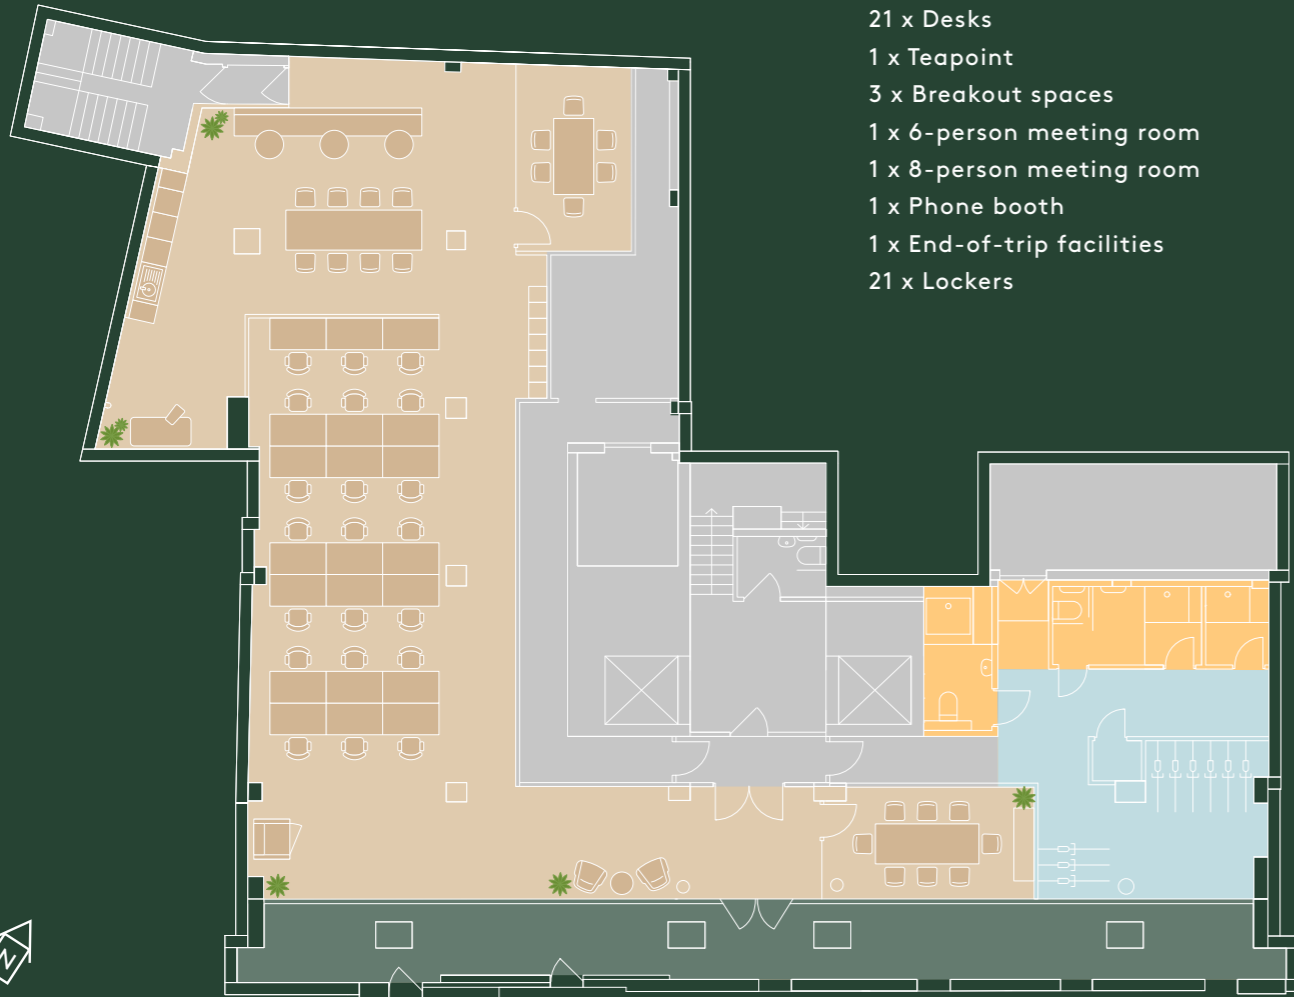 21 x Desks
1 x Teapoint
3 x Breakout spaces
1 x 6-person meeting room
1 x 8-person meeting room
1 x Phone booth
1 x End-of-trip facilities
21 x Lockers
N